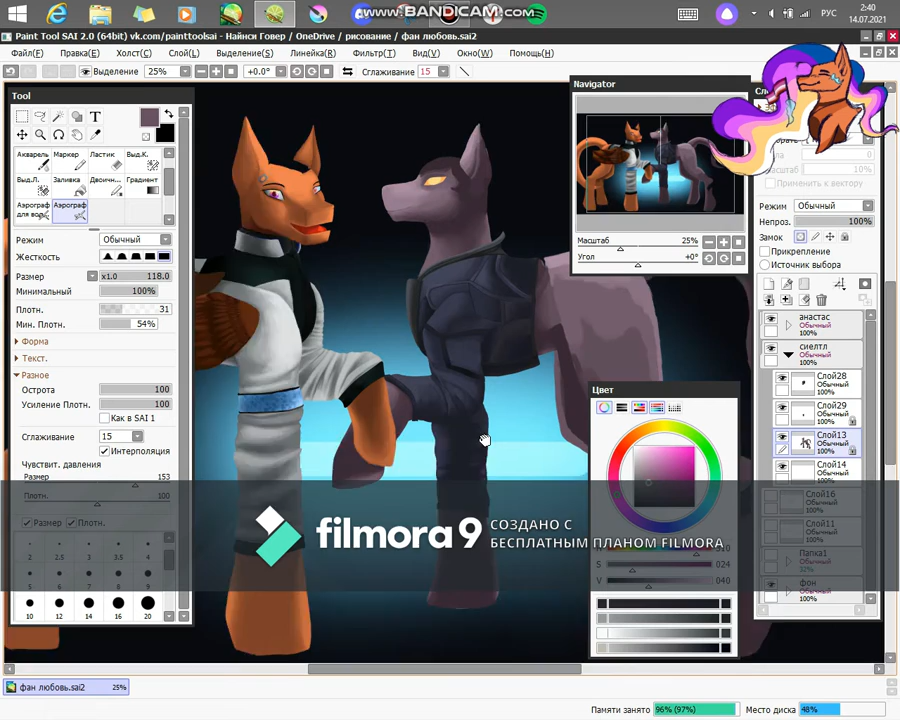 www.BANDICAM.com
РУС
2:40
14.07.2021
Paint Tool SAI 2.0 (64bit) vk.com/painttoolsai - Найнси Говер / OneDrive / рисование / фан любовь.sai2
Файл(F) Правка(E) Холст(C) Слой(L) Выделение(S) Линейка(R) Фильтр(T) Вид(V) Окно(W) Помощь(H)
Выделение 25% +0.0° Сглаживание 15
Tool
T
Акварель Маркер Ластик Выд.К.
Выд.Л. Заливка Двоичн... Градиент
Аэрограф для вод Аэрограф
Режим Обычный
Жесткость
Размер x1.0 118.0
Минимальный 100%
Плотн. 31
Мин. Плотн. 54%
Форма
Текст.
Разное
Острота 100
Усиление Плотн. 100
Как в SAI 1
Сглаживание 15
Интерполяция
Чувствит. давления
Размер 153
Плотн. 100
Размер Плотн.
2 2.5 3 4 5
10 12 14 16 20
Navigator
Масштаб 25%
Угол +0°
Применить к вектору
Режим Обычный
Непроз. 100%
Замок
Прикрепление
Источник выбора
анастас
Обычный
100%
сиелтл
Обычный
100%
Слой28
Обычный
100%
Слой29
Обычный
100%
Слой13
Обычный
100%
Слой14
Обычный
100%
Слой16
Обычный
100%
Слой11
Обычный
100%
Папка1
Обычный
32%
фон
Обычный
100%
Цвет
S 024
V 040
filmora9
СОЗДАНО С
БЕСПЛАТНЫМ ПЛАНОМ FILMORA
фан любовь.sai2 25%
Памяти занято 96% (97%) Место диска 48%